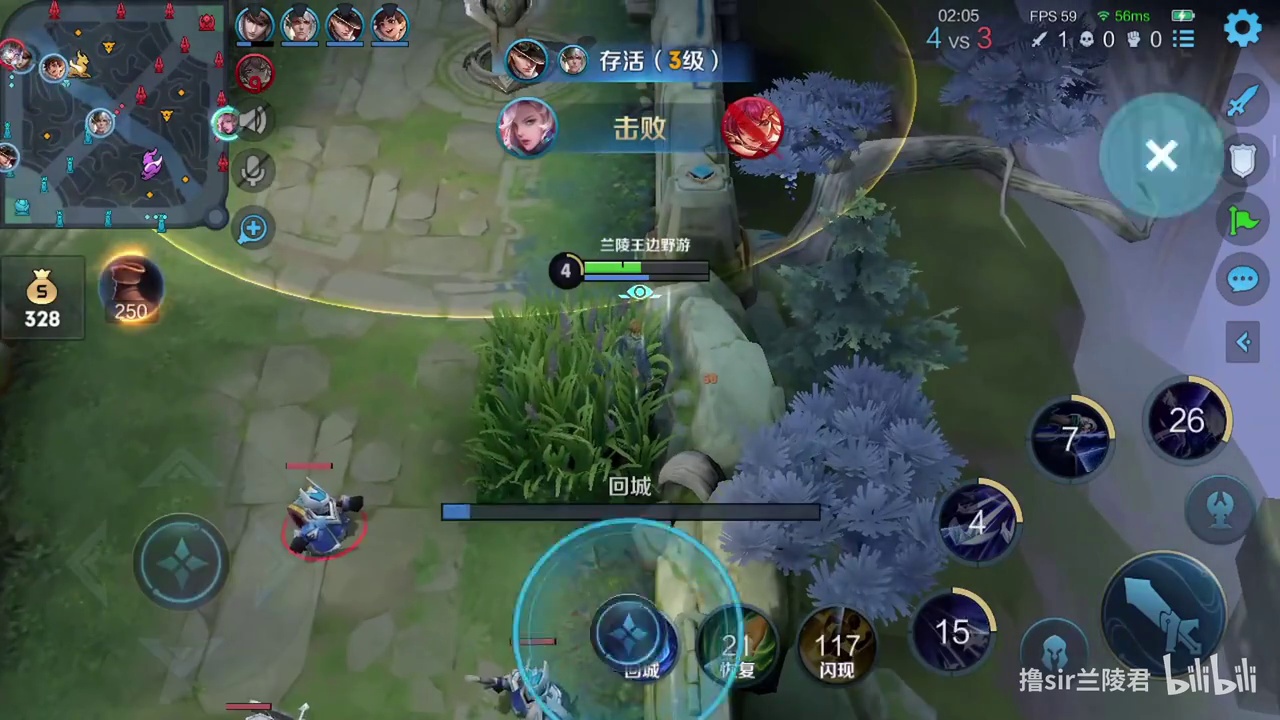 02:05
FPS 59
56ms
4 VS 3
1
0
0
存活（3级）
击败
兰陵王边野游
4
S
328
250
58
7
26
4
15
回城
21
恢复
117
闪现
回城
撸sir兰陵君
bilibili